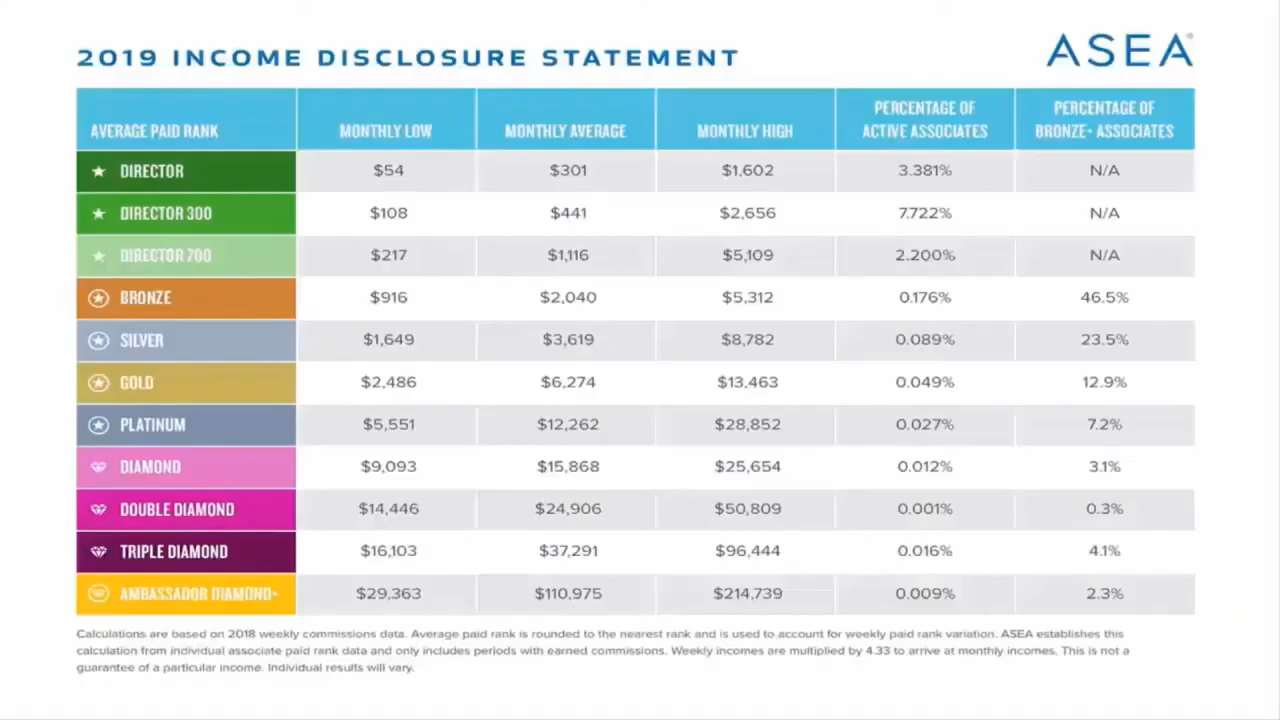 2019 INCOME DISCLOSURE STATEMENT
ASEA®
AVERAGE PAID RANK MONTHLY LOW MONTHLY AVERAGE MONTHLY HIGH PERCENTAGE OF ACTIVE ASSOCIATES PERCENTAGE OF BRONZE+ ASSOCIATES
DIRECTOR $54 $301 $1,602 3.381% N/A
DIRECTOR 300 $108 $441 $2,656 7.722% N/A
DIRECTOR 700 $217 $1,116 $5,109 2.200% N/A
BRONZE $916 $2,040 $5,312 0.176% 46.5%
SILVER $1,649 $3,619 $8,782 0.089% 23.5%
GOLD $2,486 $6,274 $13,463 0.049% 12.9%
PLATINUM $5,551 $12,262 $28,852 0.027% 7.2%
DIAMOND $9,093 $15,868 $25,654 0.012% 3.1%
DOUBLE DIAMOND $14,446 $24,906 $50,809 0.001% 0.3%
TRIPLE DIAMOND $16,103 $37,291 $96,444 0.016% 4.1%
AMBASSADOR DIAMOND+ $29,363 $110,975 $214,739 0.009% 2.3%
Calculations are based on 2018 weekly commissions data. Average paid rank is rounded to the nearest rank and is used to account for weekly paid rank variation. ASEA establishes this
calculation from individual associate paid rank data and only includes periods with earned commissions. Weekly incomes are multiplied by 4.33 to arrive at monthly incomes. This is not a
guarantee of a particular income. Individual results will vary.